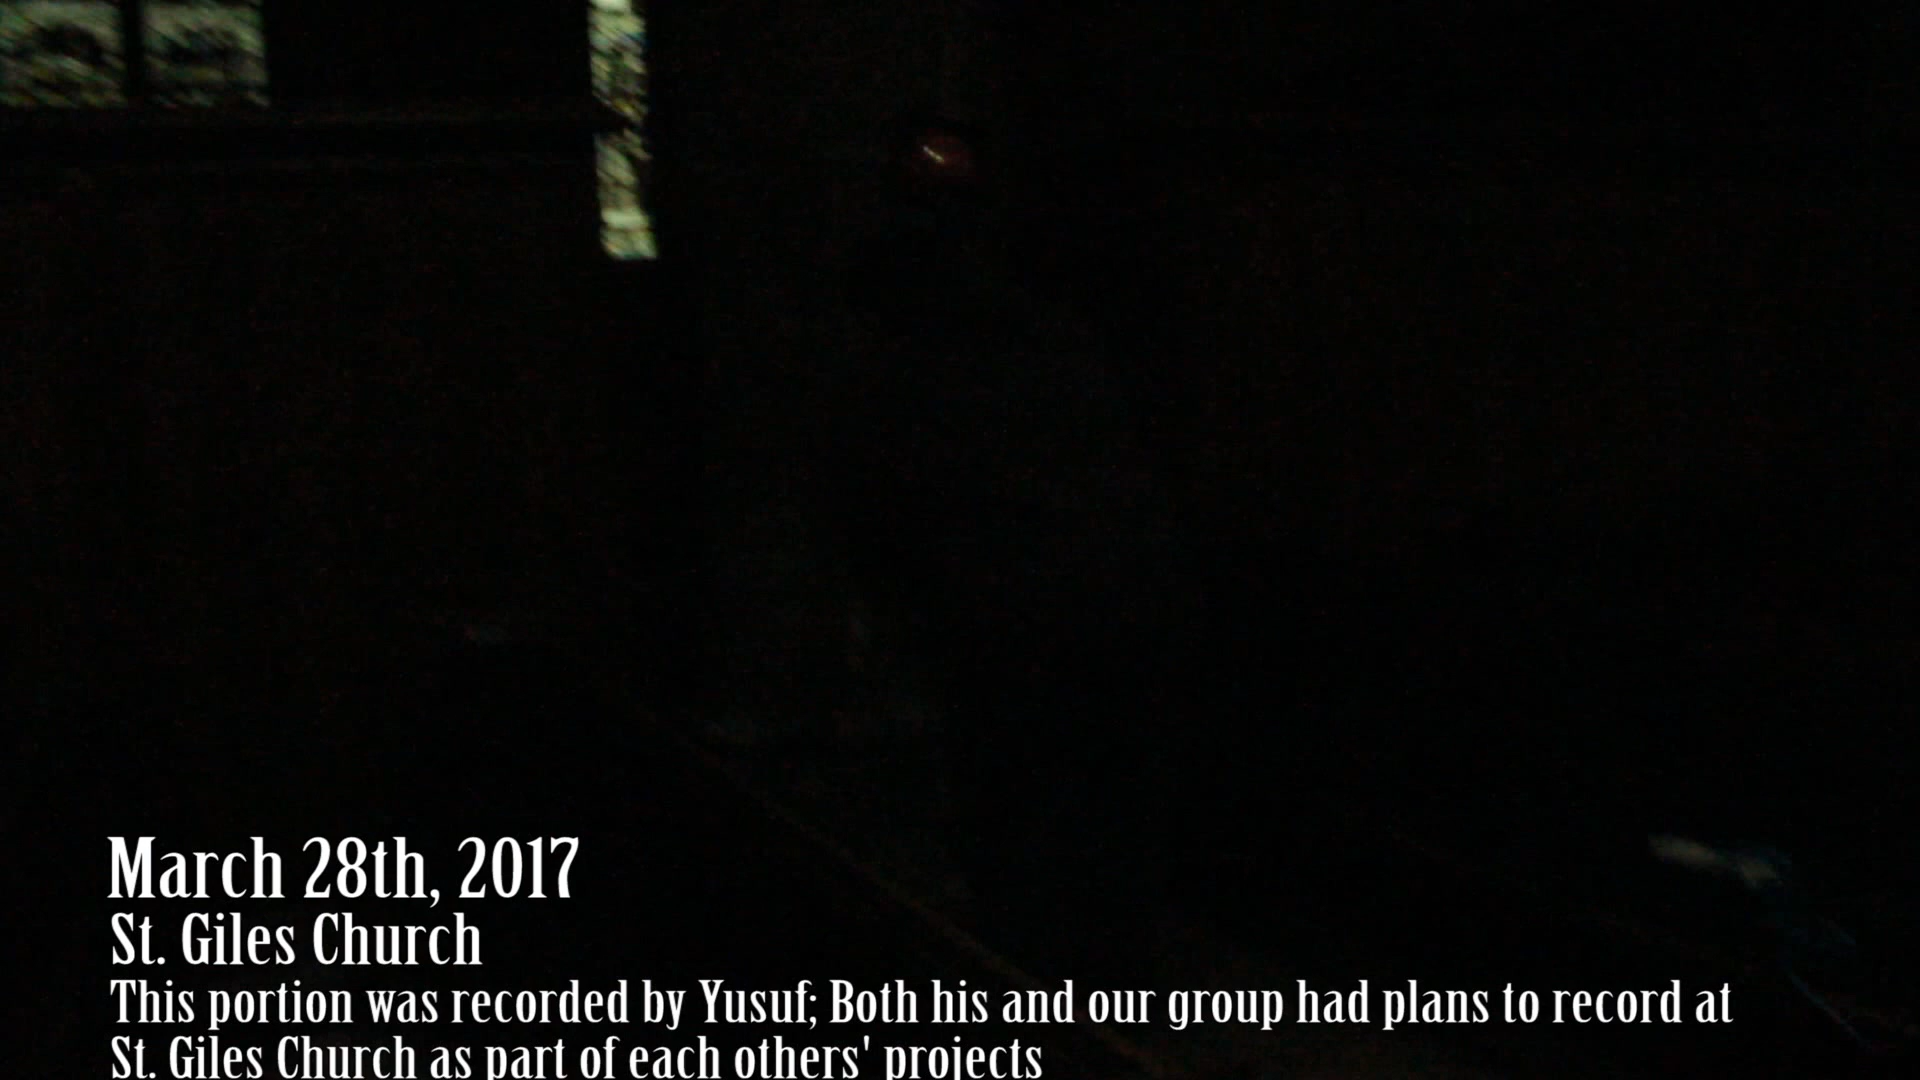 March 28th, 2017
St. Giles Church
This portion was recorded by Yusuf; Both his and our group had plans to record at
St. Giles Church as part of each others' projects